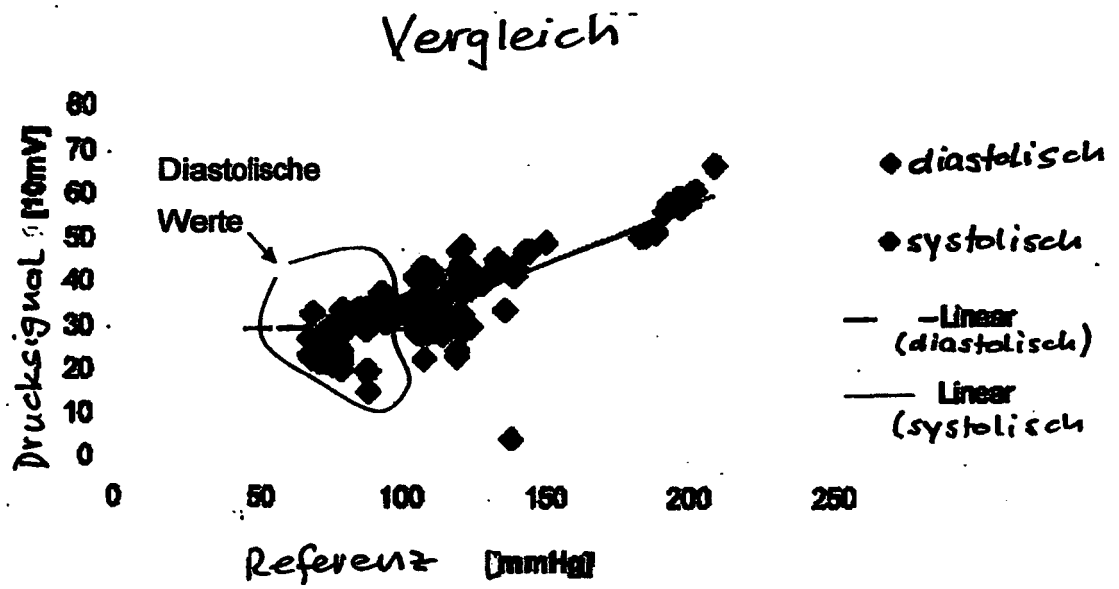 Vergleich
80
70
60
50
40
30
20
10
0
Drucksignal [10mV]
Diastolische
Werte
0 50 100 150 200 250
Referenz [mmHg]
diastolisch
systolisch
Linear
(diastolisch)
Linear
(systolisch